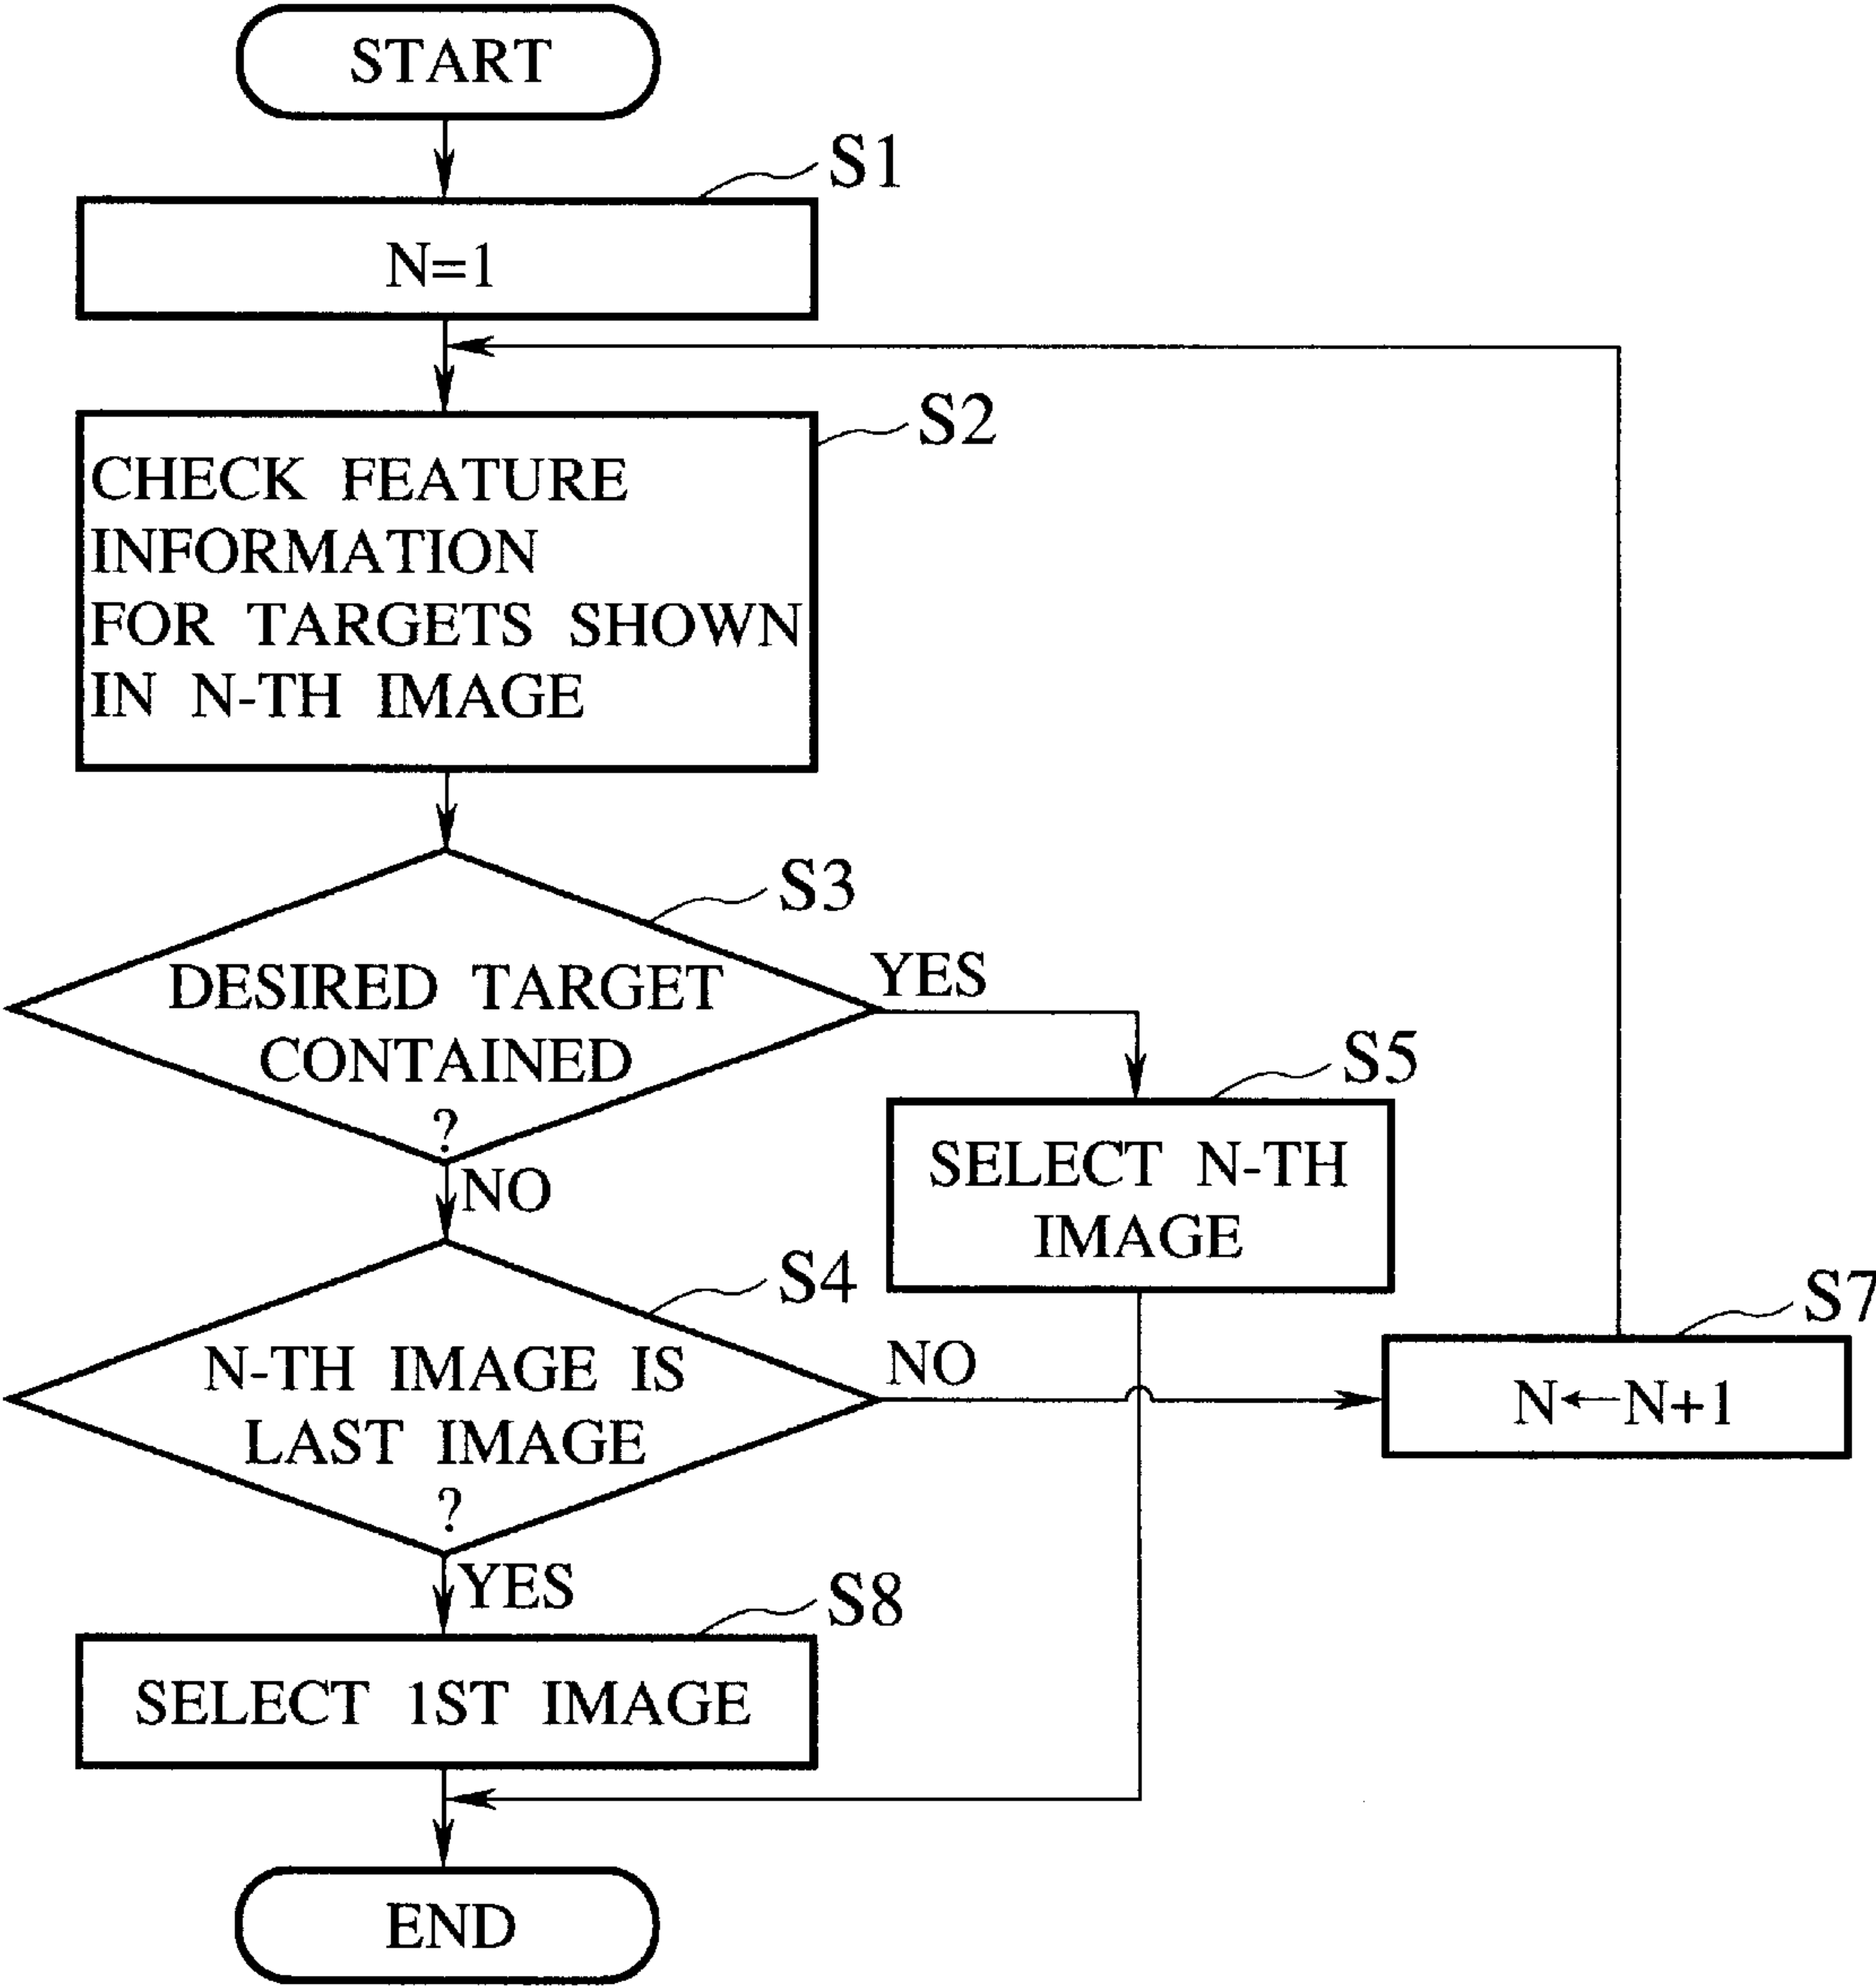 START
S1
N=1
S2
CHECK FEATURE
INFORMATION
FOR TARGETS SHOWN
IN N-TH IMAGE
S3
DESIRED TARGET
CONTAINED
?
YES
NO
S5
SELECT N-TH
IMAGE
S4
N-TH IMAGE IS
LAST IMAGE
?
NO
YES
S7
N←N+1
S8
SELECT 1ST IMAGE
END